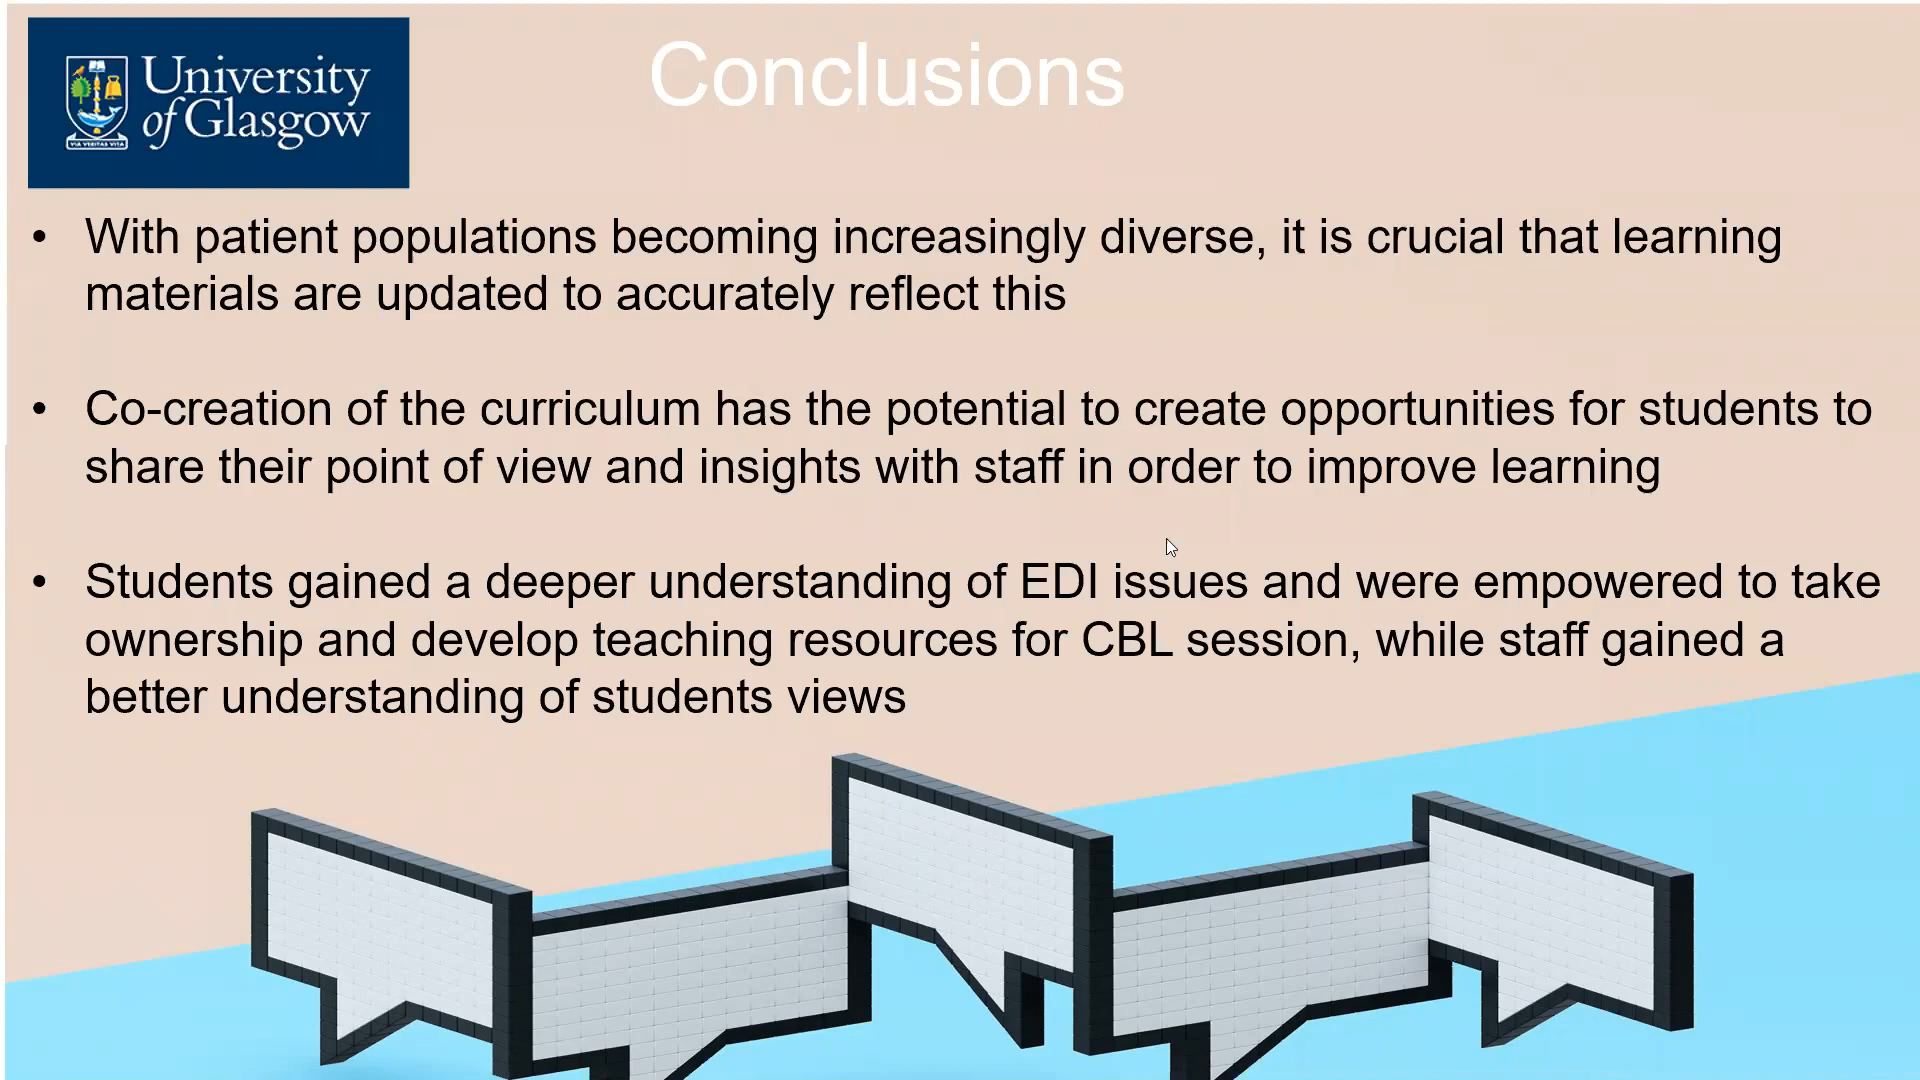 University
of Glasgow
VIA VERITAS VITA
Conclusions
• With patient populations becoming increasingly diverse, it is crucial that learning
materials are updated to accurately reflect this
• Co-creation of the curriculum has the potential to create opportunities for students to
share their point of view and insights with staff in order to improve learning
• Students gained a deeper understanding of EDI issues and were empowered to take
ownership and develop teaching resources for CBL session, while staff gained a
better understanding of students views